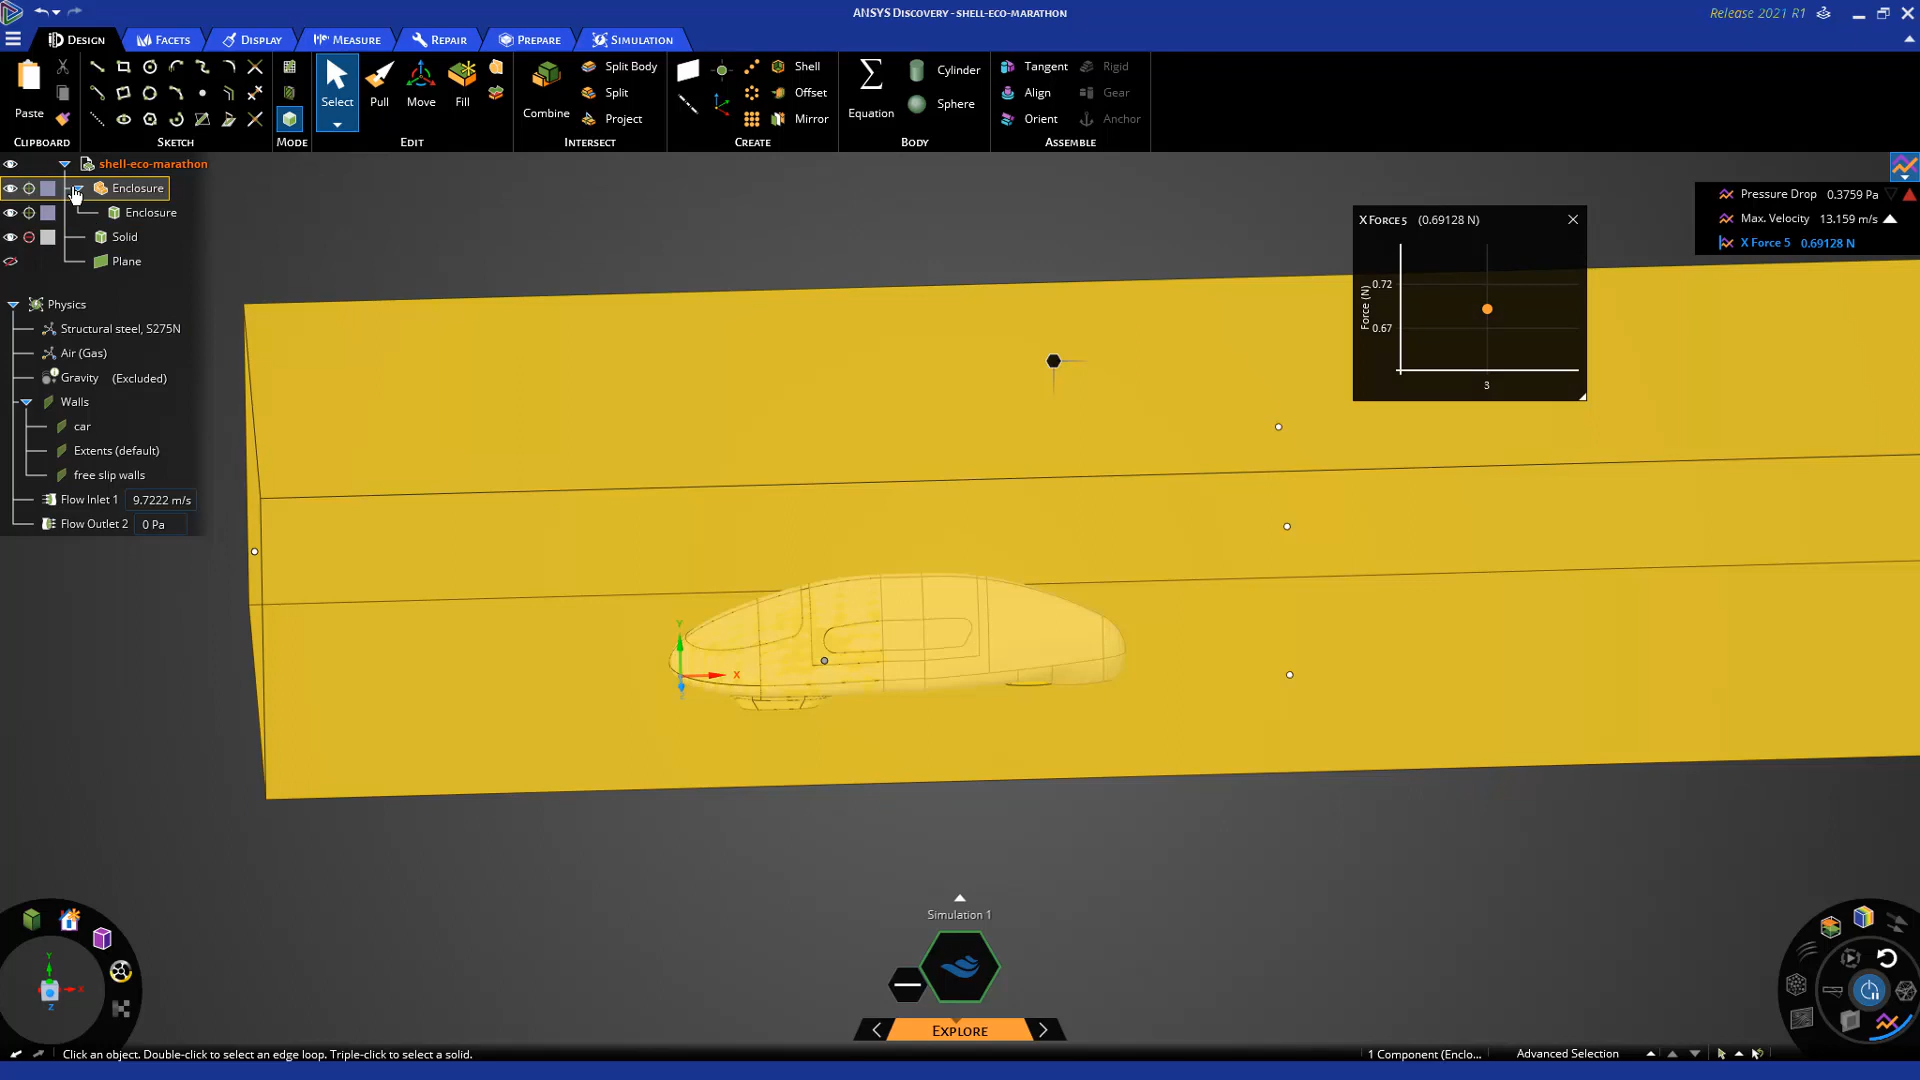 ANSYS Discovery - shell-eco-marathon
Release 2021 R1
Design
Facets
Display
Measure
Repair
Prepare
Simulation
Paste
Clipboard
Sketch
Mode
Select
Pull
Move
Fill
Edit
Combine
Split Body
Split
Project
Intersect
Shell
Offset
Mirror
Create
Equation
Cylinder
Sphere
Body
Tangent
Align
Orient
Rigid
Gear
Anchor
Assemble
shell-eco-marathon
Enclosure
Enclosure
Solid
Plane
Physics
Structural steel, S275N
Air (Gas)
Gravity (Excluded)
Walls
car
Extents (default)
free slip walls
Flow Inlet 1 9.7222 m/s
Flow Outlet 2 0 Pa
Pressure Drop 0.3759 Pa
Max. Velocity 13.159 m/s
X Force 5 0.69128 N
X Force 5 (0.69128 N)
Force (N)
0.72
0.67
3
Y
X
Z
Simulation 1
Explore
Y
X
Z
Click an object. Double-click to select an edge loop. Triple-click to select a solid.
1 Component (Enclo...
Advanced Selection